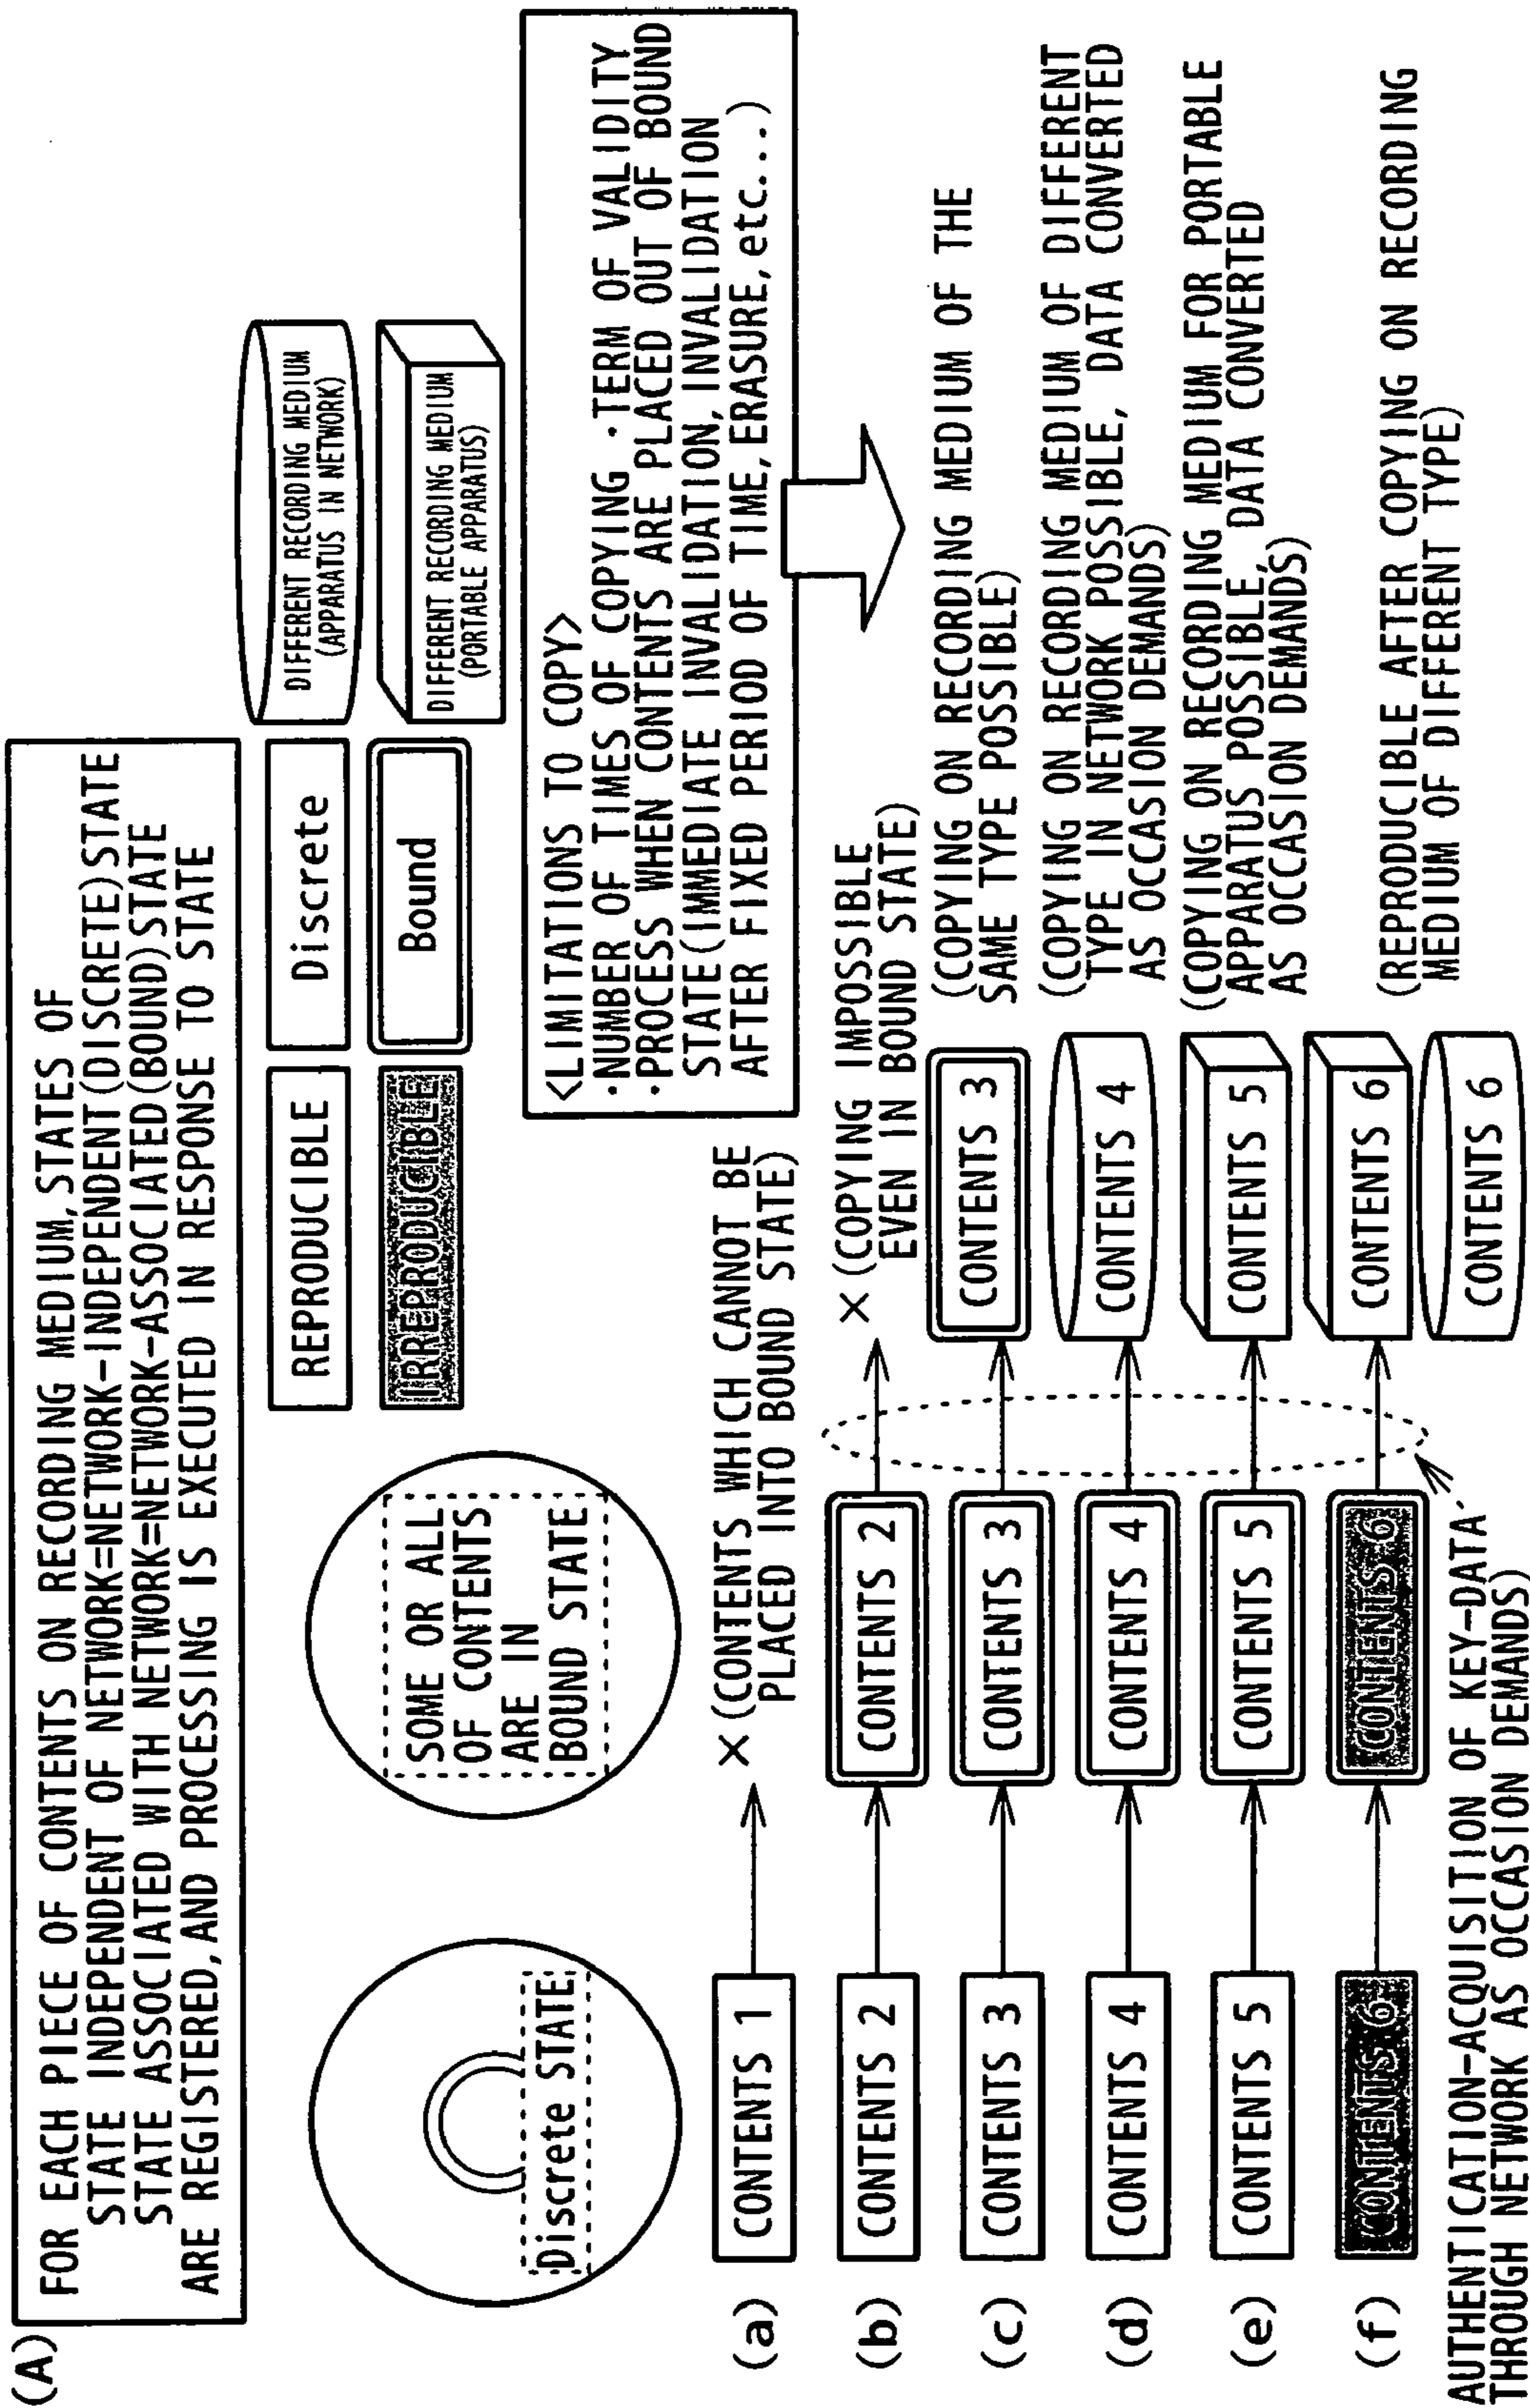 (A)
FOR EACH PIECE OF CONTENTS ON RECORDING MEDIUM, STATES OF
STATE INDEPENDENT OF NETWORK=NETWORK-INDEPENDENT(DISCRETE)STATE
STATE ASSOCIATED WITH NETWORK=NETWORK-ASSOCIATED(BOUND)STATE
ARE REGISTERED, AND PROCESSING IS EXECUTED IN RESPONSE TO STATE
REPRODUCIBLE
Discrete
DIFFERENT RECORDING MEDIUM
(APPARATUS IN NETWORK)
IRREPRODUCIBLE
Bound
DIFFERENT RECORDING MEDIUM
(PORTABLE APPARATUS)
Discrete STATE
SOME OR ALL
OF CONTENTS
ARE IN
BOUND STATE
<LIMITATIONS TO COPY>
·NUMBER OF TIMES OF COPYING ·TERM OF VALIDITY
·PROCESS WHEN CONTENTS ARE PLACED OUT OF BOUND
STATE(IMMEDIATE INVALIDATION, INVALIDATION
AFTER FIXED PERIOD OF TIME, ERASURE, etc...)
(a)
CONTENTS 1
× (CONTENTS WHICH CANNOT BE
PLACED INTO BOUND STATE)
(b)
CONTENTS 2
CONTENTS 2
× (COPYING IMPOSSIBLE
EVEN IN BOUND STATE)
(c)
CONTENTS 3
CONTENTS 3
CONTENTS 3
(COPYING ON RECORDING MEDIUM OF THE
SAME TYPE POSSIBLE)
(d)
CONTENTS 4
CONTENTS 4
CONTENTS 4
(COPYING ON RECORDING MEDIUM OF DIFFERENT
TYPE IN NETWORK POSSIBLE, DATA CONVERTED
AS OCCASION DEMANDS)
(e)
CONTENTS 5
CONTENTS 5
CONTENTS 5
(COPYING ON RECORDING MEDIUM FOR PORTABLE
APPARATUS POSSIBLE, DATA CONVERTED
AS OCCASION DEMANDS)
(f)
CONTENTS 6
CONTENTS 6
CONTENTS 6
CONTENTS 6
(REPRODUCIBLE AFTER COPYING ON RECORDING
MEDIUM OF DIFFERENT TYPE)
AUTHENTICATION-ACQUISITION OF KEY-DATA
THROUGH NETWORK AS OCCASION DEMANDS)